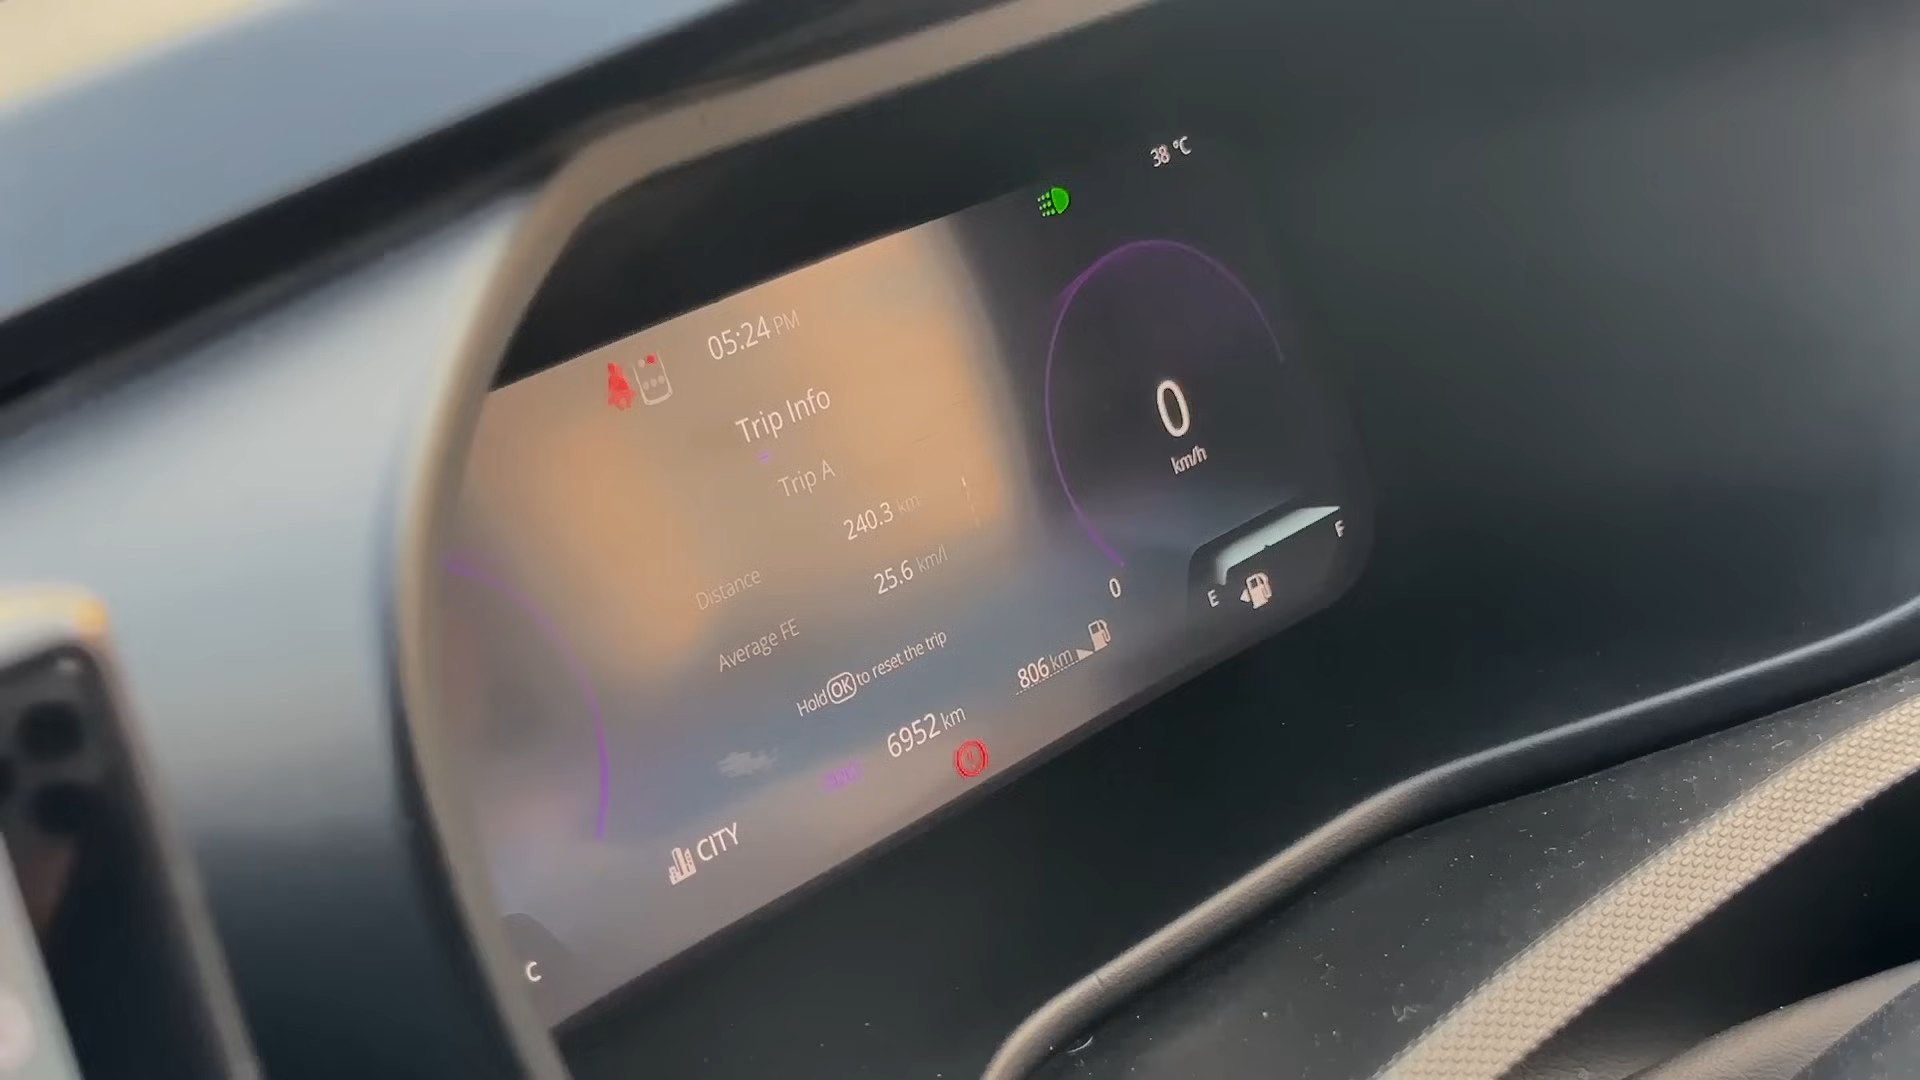 38 °C
05:24 PM
Trip Info
Trip A
Distance 240.3 km
Average FE 25.6 km/l
Hold OK to reset the trip
806 km
6952 km
CITY
0
km/h
0
E F
C